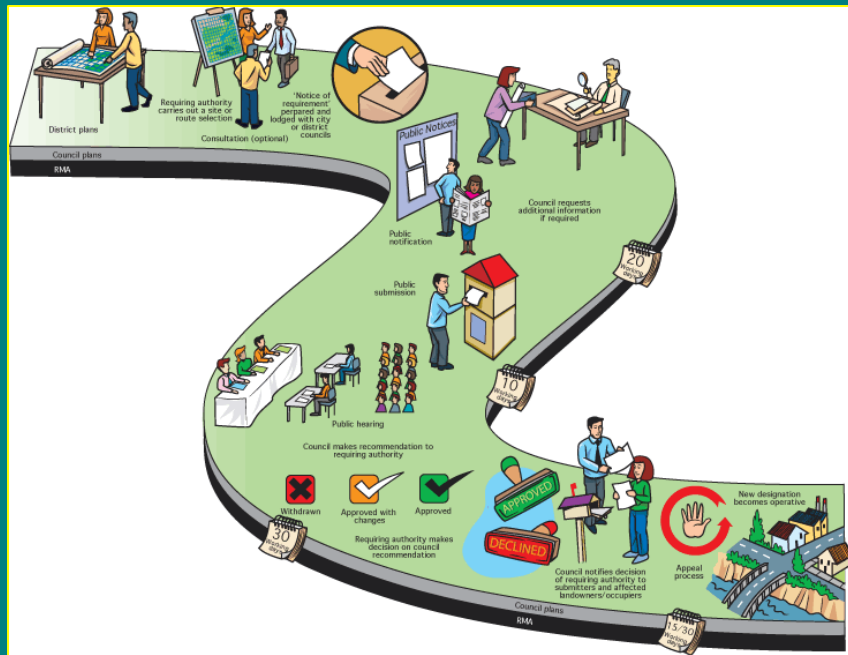 District plans
Requiring authority
carries out a site or
route selection
Consultation (optional)
'Notice of
requirement'
perpared and
lodged with city
or district
councils
Council plans
RMA
Public Notices
Public
notification
Council requests
additional information
if required
20
Working
days
Public
submission
10
Working
days
Public hearing
Council makes recommendation to
requiring authority
Withdrawn
Approved with
changes
Approved
30
Working
days
Requiring authority makes
decision on council
recommendation
APPROVED
DECLINED
Council notifies decision
of requiring authority to
submitters and affected
landowners/occupiers
Appeal
process
New designation
becomes operative
Council plans
RMA
15/30
Working
days